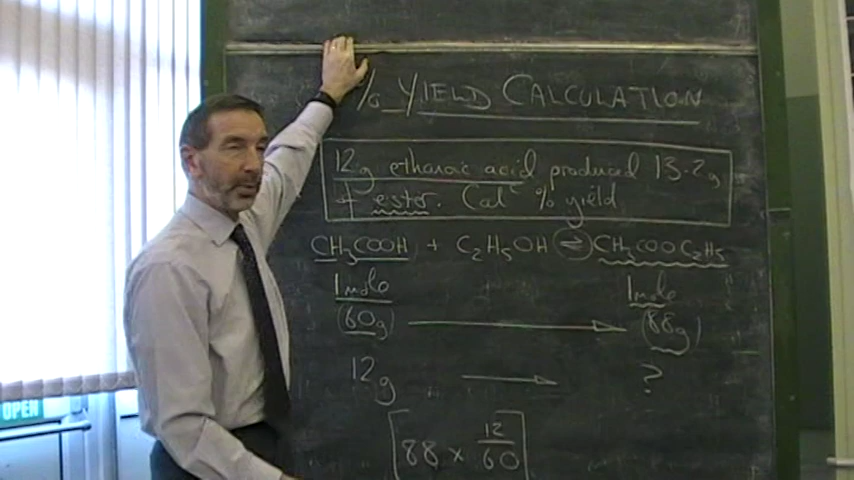 % YIELD CALCULATION
12g ethanoic acid produced 13.2g
of ester. Cal % yield
CH3COOH + C2H5OH ⇌ CH3COOC2H5
1 mole 1 mole
(60g) → (88g)
12g → ?
[88 × 12/60]
OPEN